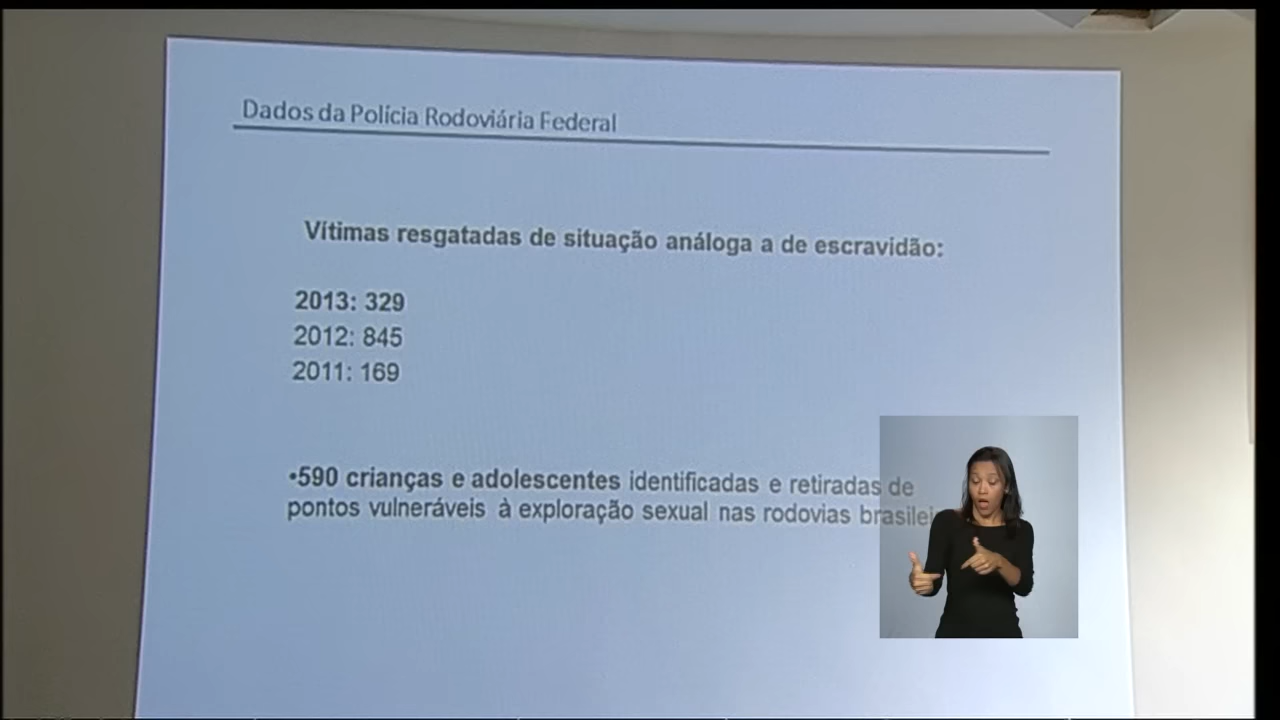 Dados da Polícia Rodoviária Federal
Vítimas resgatadas de situação análoga a de escravidão:
2013: 329
2012: 845
2011: 169
•590 crianças e adolescentes identificadas e retiradas de
pontos vulneráveis à exploração sexual nas rodovias